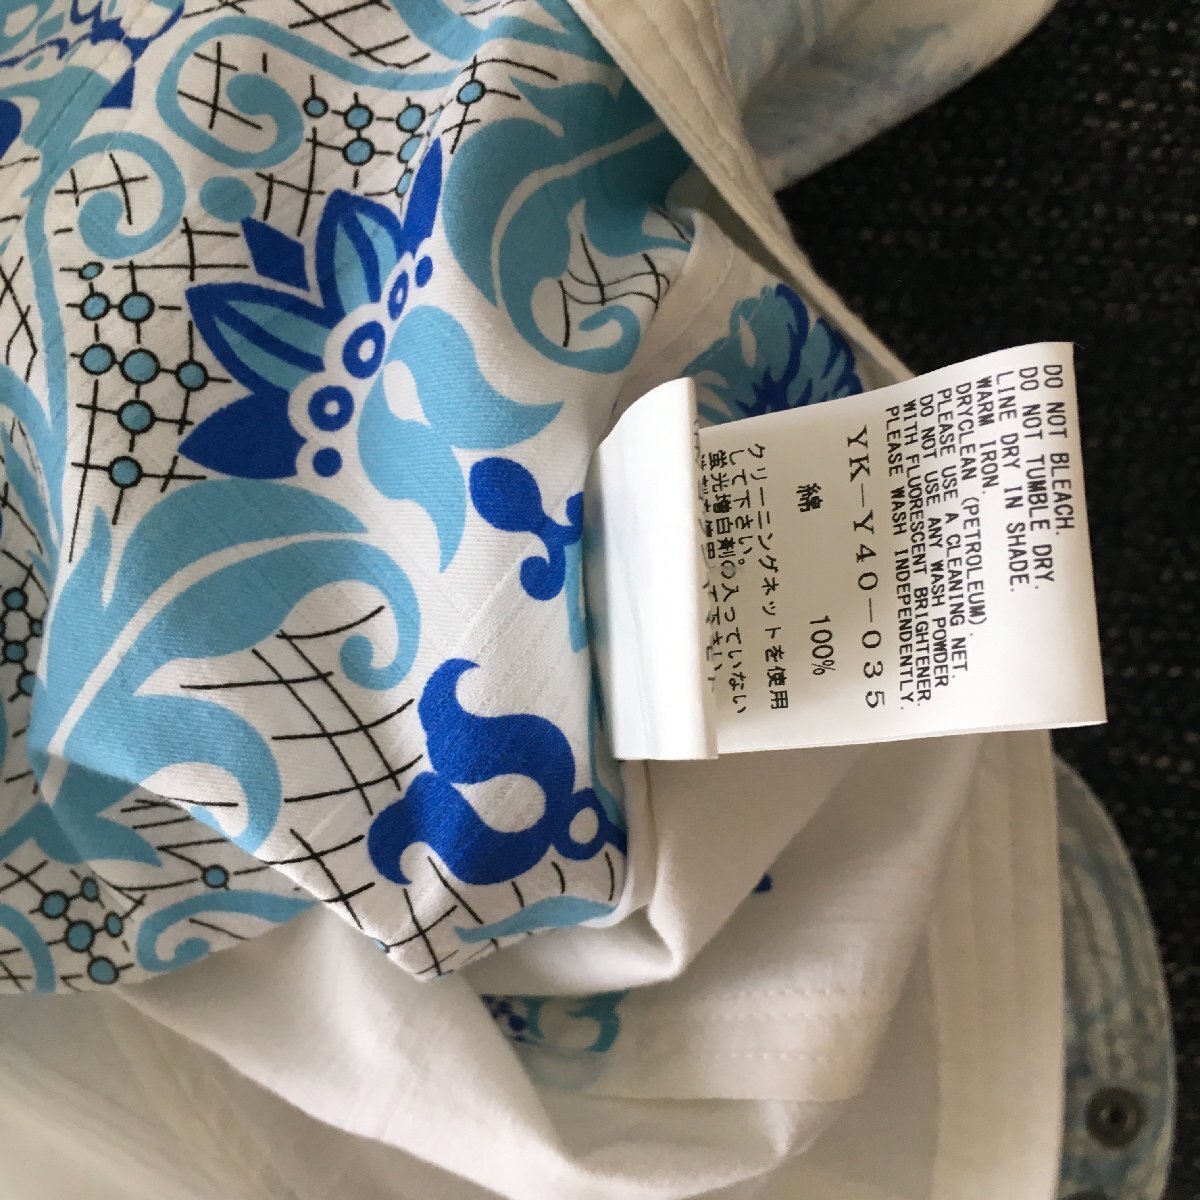 DO NOT BLEACH.
DO NOT TUMBLE DRY.
LINE DRY IN SHADE.
WARM IRON.
DRYCLEAN (PETROLEUM).
PLEASE USE A CLEANING NET.
DO NOT USE ANY WASH POWDER
WITH FLUORESCENT BRIGHTENER.
PLEASE WASH INDEPENDENTLY.
YK-Y40-035
綿 100%
クリーニングネットを使用
して下さい。
蛍光増白剤の入っていない